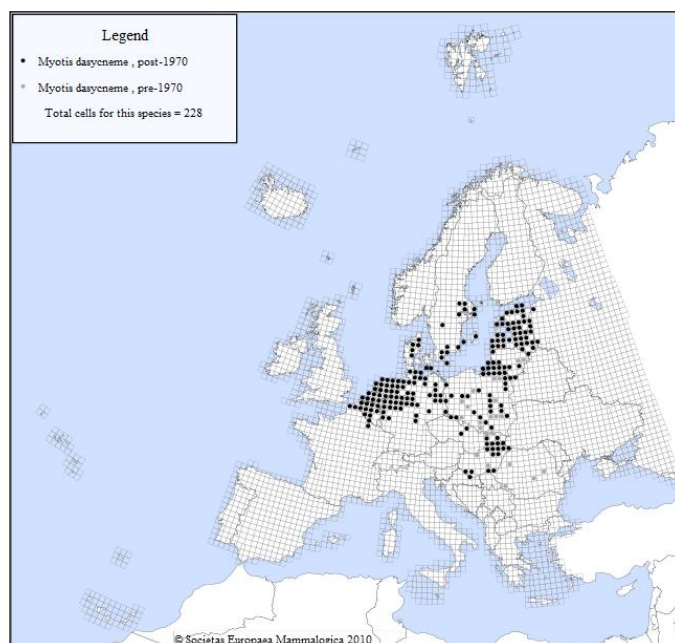 Legend
Myotis dasycneme , post-1970
Myotis dasycneme , pre-1970
Total cells for this species = 228
© Societas Europaea Mammalogica 2010